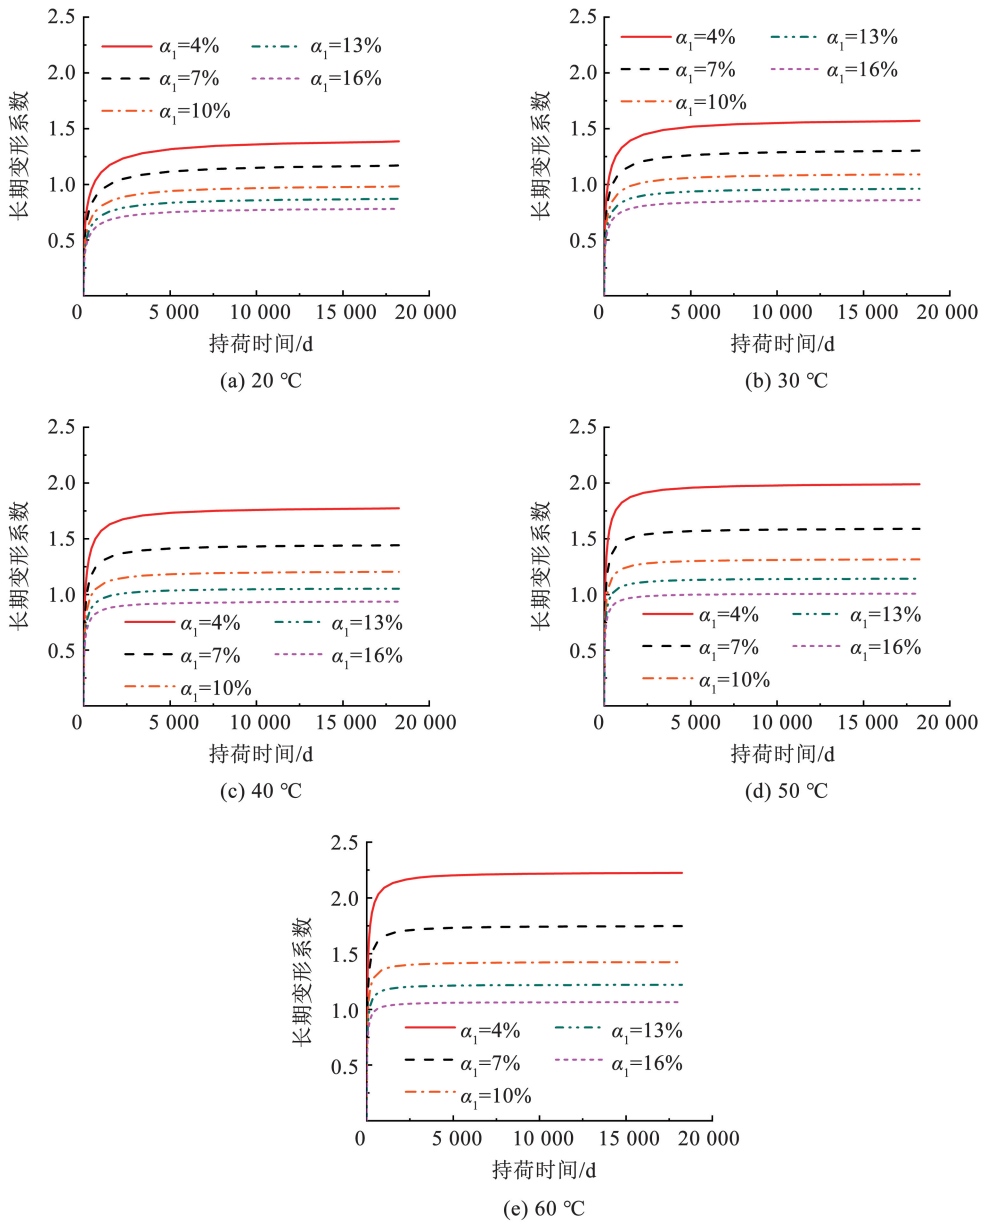 2.5
α1=4%
α1=13%
2.0
α1=7%
α1=16%
α1=10%
1.5
1.0
0.5
长期变形系数
0
5 000
10 000
15 000
20 000
持荷时间/d
(a) 20 ℃
2.5
α1=4%
α1=13%
2.0
α1=7%
α1=16%
α1=10%
1.5
1.0
0.5
长期变形系数
0
5 000
10 000
15 000
20 000
持荷时间/d
(b) 30 ℃
2.5
2.0
1.5
1.0
0.5
长期变形系数
α1=4%
α1=13%
α1=7%
α1=16%
α1=10%
0
5 000
10 000
15 000
20 000
持荷时间/d
(c) 40 ℃
2.5
2.0
1.5
1.0
0.5
长期变形系数
α1=4%
α1=13%
α1=7%
α1=16%
α1=10%
0
5 000
10 000
15 000
20 000
持荷时间/d
(d) 50 ℃
2.5
2.0
1.5
1.0
0.5
长期变形系数
α1=4%
α1=13%
α1=7%
α1=16%
α1=10%
0
5 000
10 000
15 000
20 000
持荷时间/d
(e) 60 ℃